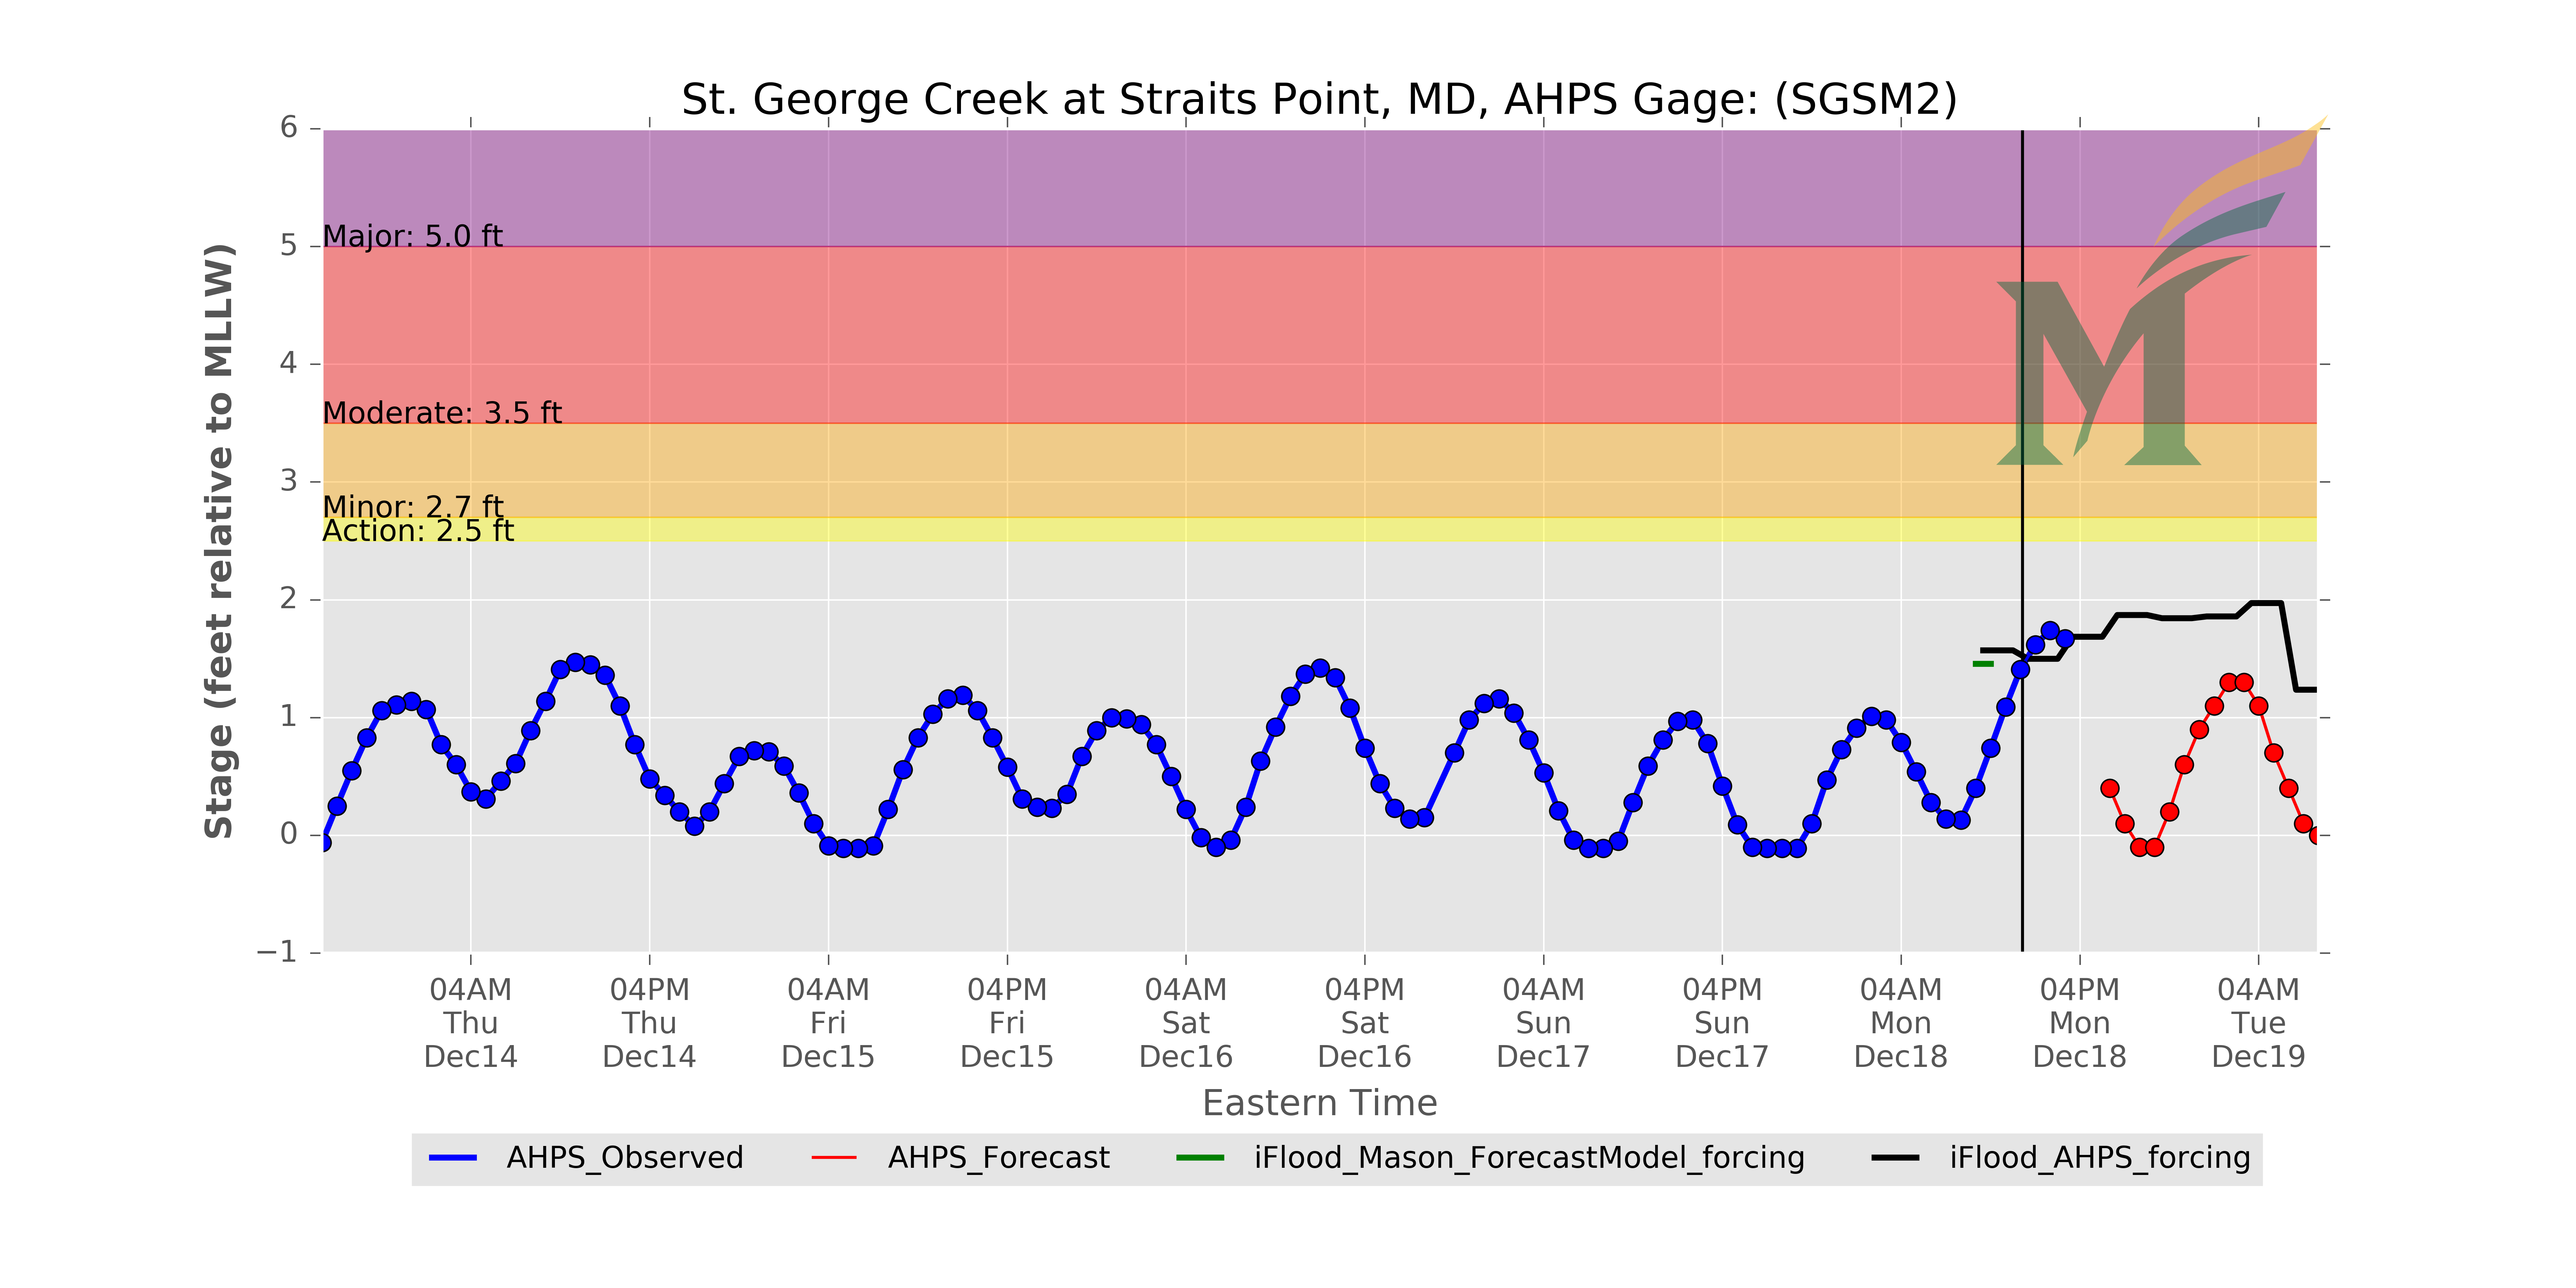 St. George Creek at Straits Point, MD, AHPS Gage: (SGSM2)
Stage (feet relative to MLLW)
6
5
4
3
2
1
0
−1
Major: 5.0 ft
Moderate: 3.5 ft
Minor: 2.7 ft
Action: 2.5 ft
M
04AM 04PM 04AM 04PM 04AM 04PM 04AM 04PM 04AM 04PM 04AM
Thu Thu Fri Fri Sat Sat Sun Sun Mon Mon Tue
Dec14 Dec14 Dec15 Dec15 Dec16 Dec16 Dec17 Dec17 Dec18 Dec18 Dec19
Eastern Time
AHPS_Observed AHPS_Forecast iFlood_Mason_ForecastModel_forcing iFlood_AHPS_forcing